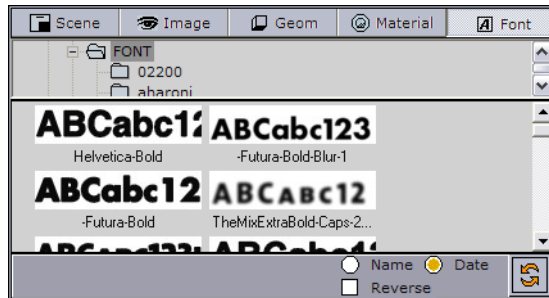 Scene Image Geom Material Font
FONT
02200
aharoni
ABCabc12 ABCabc123
Helvetica-Bold -Futura-Bold-Blur-1
ABCabc12 ABCABC12
-Futura-Bold TheMixExtraBold-Caps-2...
Name Date
Reverse